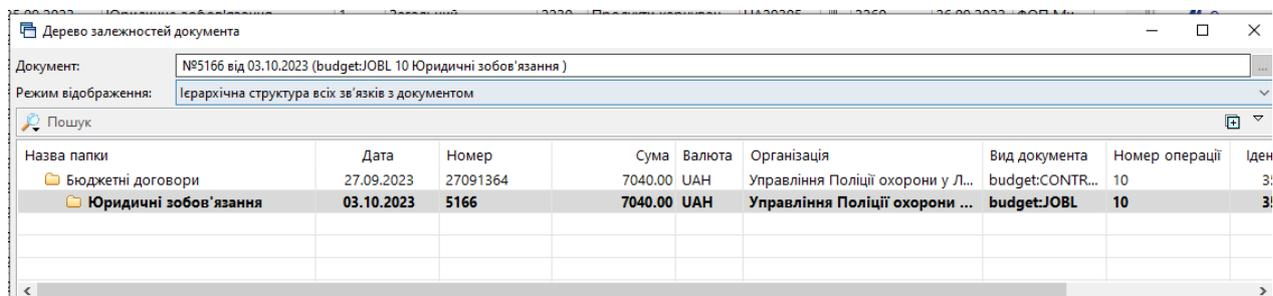 Дерево залежностей документа
Документ: №5166 від 03.10.2023 (budget:JOBL 10 Юридичні зобов'язання ) ...
Режим відображення: Ієрархічна структура всіх зв'язків з документом
Пошук
Назва папки Дата Номер Сума Валюта Організація Вид документа Номер операції Іден
Бюджетні договори 27.09.2023 27091364 7040.00 UAH Управління Поліції охорони у Л... budget:CONTR... 10 35
Юридичні зобов'язання 03.10.2023 5166 7040.00 UAH Управління Поліції охорони ... budget:JOBL 10 35